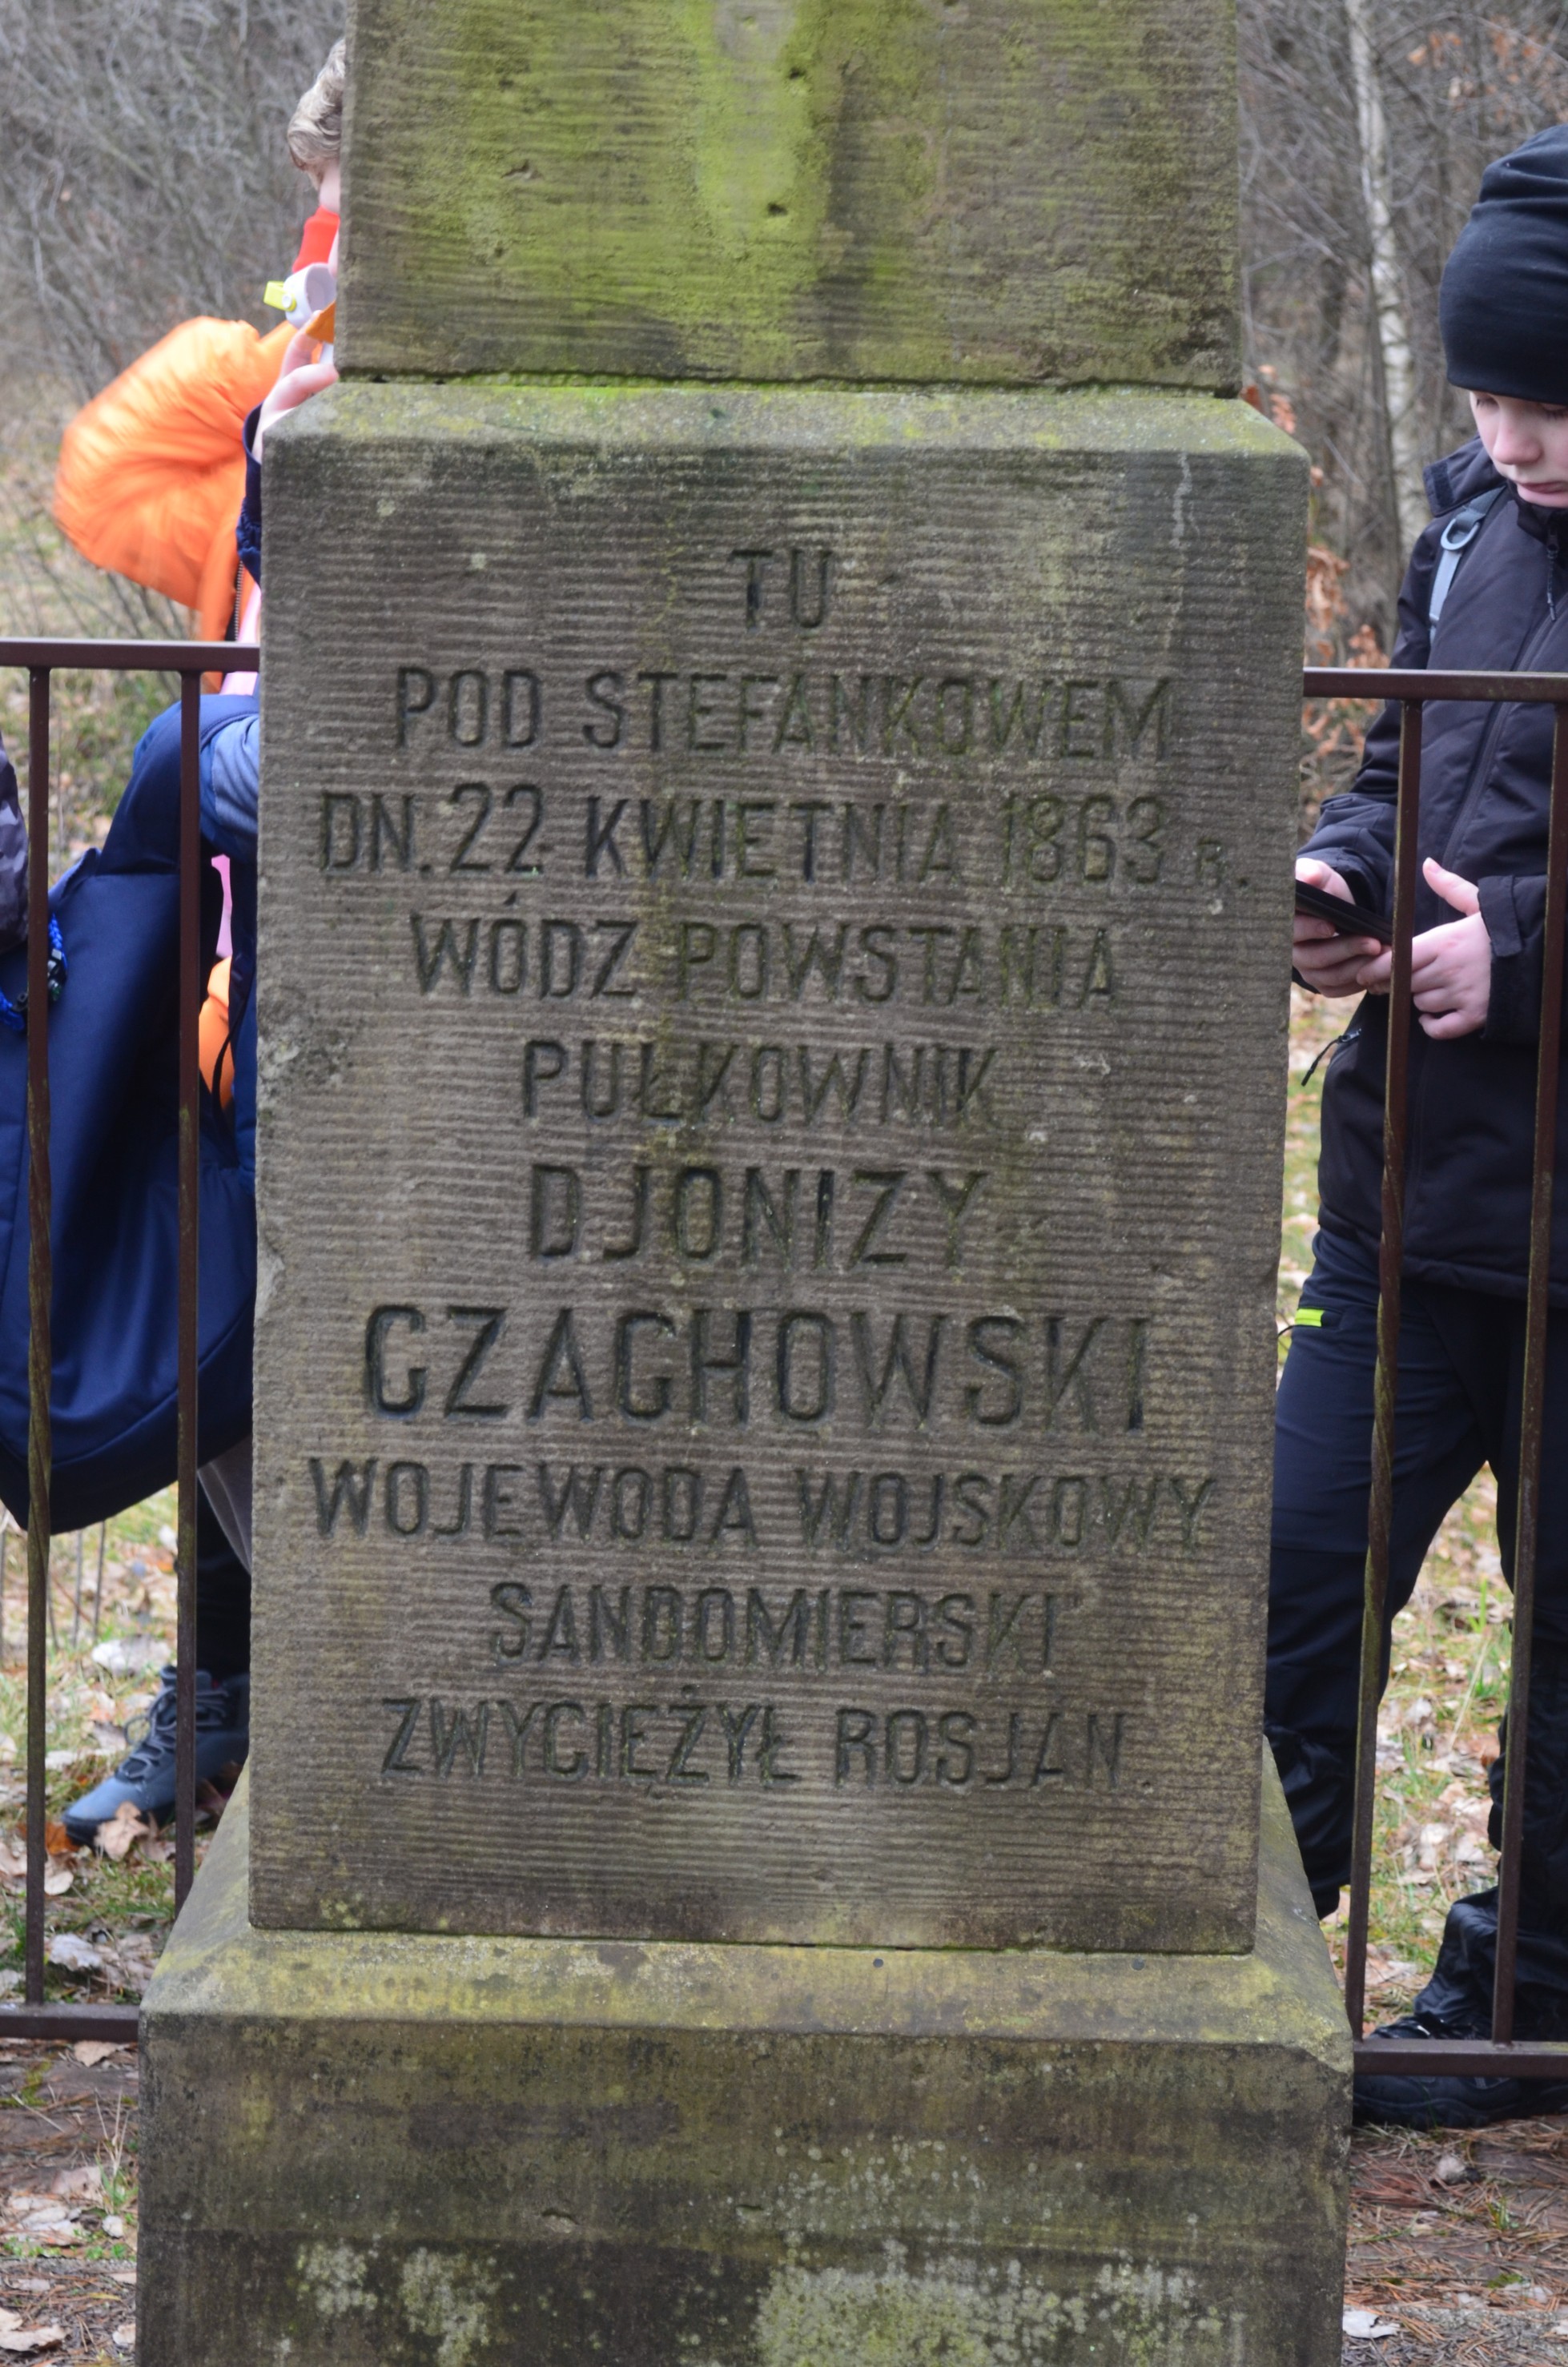 TU
POD STEFANKOWEM
DN. 22 KWIETNIA 1863 R.
WÓDZ POWSTANIA
PUŁKOWNIK
DJONIZY
CZACHOWSKI
WOJEWODA WOJSKOWY
SANDOMIERSKI
ZWYCIĘŻYŁ ROSJAN